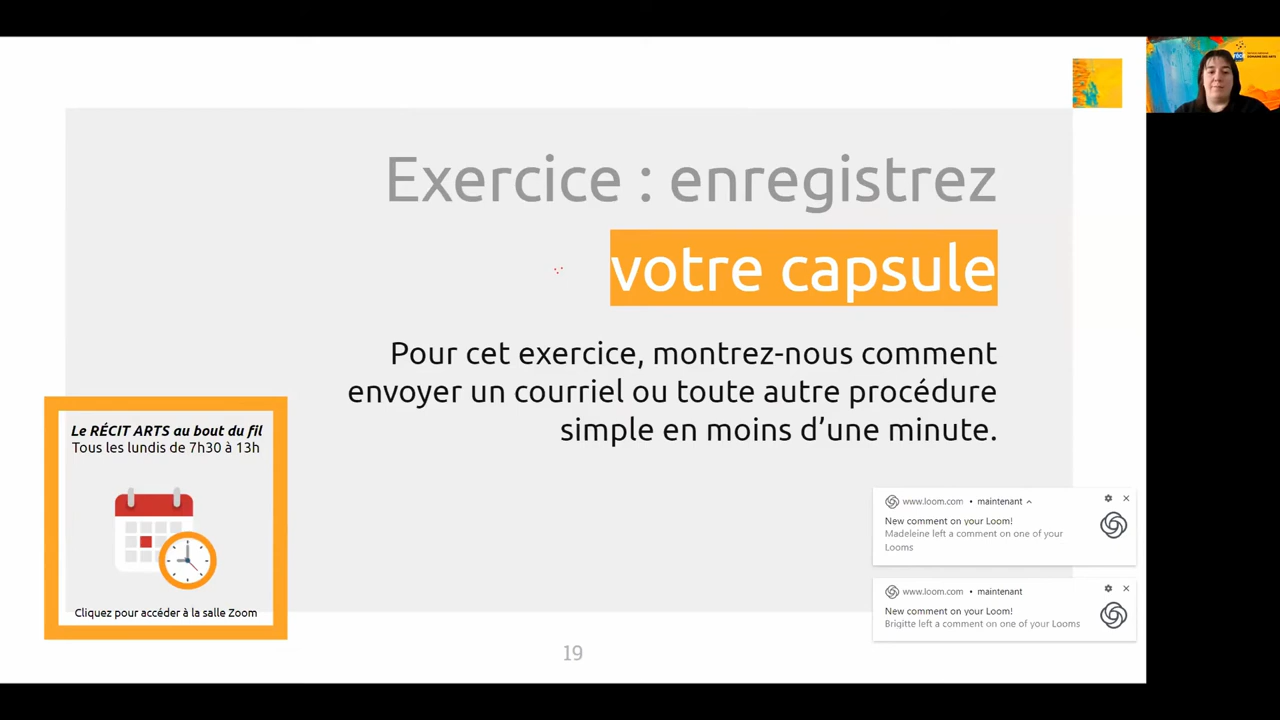 Exercice : enregistrez
votre capsule
Pour cet exercice, montrez-nous comment
envoyer un courriel ou toute autre procédure
simple en moins d’une minute.
Le RÉCIT ARTS au bout du fil
Tous les lundis de 7h30 à 13h
Cliquez pour accéder à la salle Zoom
www.loom.com • maintenant
New comment on your Loom!
Madeleine left a comment on one of your
Looms
www.loom.com • maintenant
New comment on your Loom!
Brigitte left a comment on one of your Looms
19
DOMAINE DES ARTS